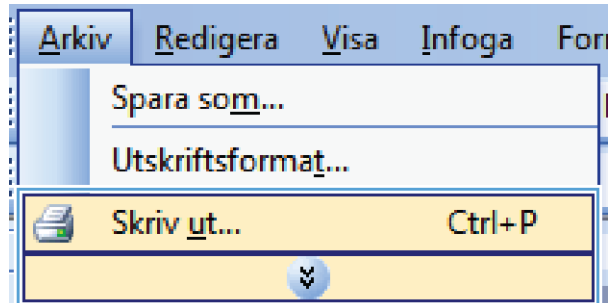 Arkiv Redigera Visa Infoga For
Spara som...
Utskriftsformat...
Skriv ut... Ctrl+P